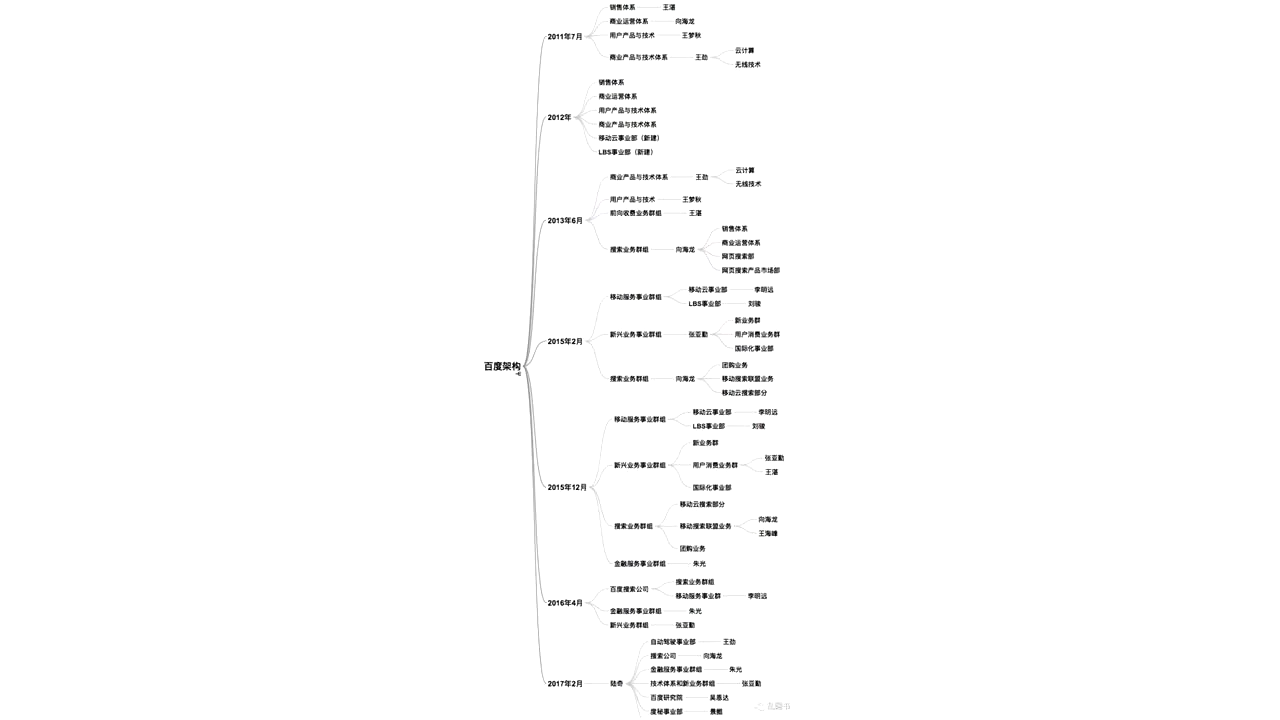 百度架构
2011年7月
销售体系 王湛
商业运营体系 向海龙
用户产品与技术 王梦秋
商业产品与技术体系 王劲
云计算
无线技术
2012年
销售体系
商业运营体系
用户产品与技术体系
商业产品与技术体系
移动云事业部（新建）
LBS事业部（新建）
2013年6月
商业产品与技术体系 王劲
云计算
无线技术
用户产品与技术 王梦秋
前向收费业务群组 王湛
搜索业务群组 向海龙
销售体系
商业运营体系
网页搜索部
网页搜索产品市场部
2015年2月
移动服务事业群组
移动云事业部 李明远
LBS事业部 刘骏
新兴业务事业群组 张亚勤
新业务群
用户消费业务群
国际化事业部
搜索业务群组 向海龙
团购业务
移动搜索联盟业务
移动云搜索部分
2015年12月
移动服务事业群组
移动云事业部 李明远
LBS事业部 刘骏
新兴业务事业群组
新业务群
用户消费业务群
张亚勤
王湛
国际化事业部
搜索业务群组
移动云搜索部分
移动搜索联盟业务
向海龙
王海峰
团购业务
金融服务事业群组 朱光
2016年4月
百度搜索公司
搜索业务群组
移动服务事业群 李明远
金融服务事业群组 朱光
新兴业务群组 张亚勤
2017年2月
陆奇
自动驾驶事业部 王劲
搜索公司 向海龙
金融服务事业群组 朱光
技术体系和新业务群组 张亚勤
百度研究院 吴恩达
度秘事业部 景鲲